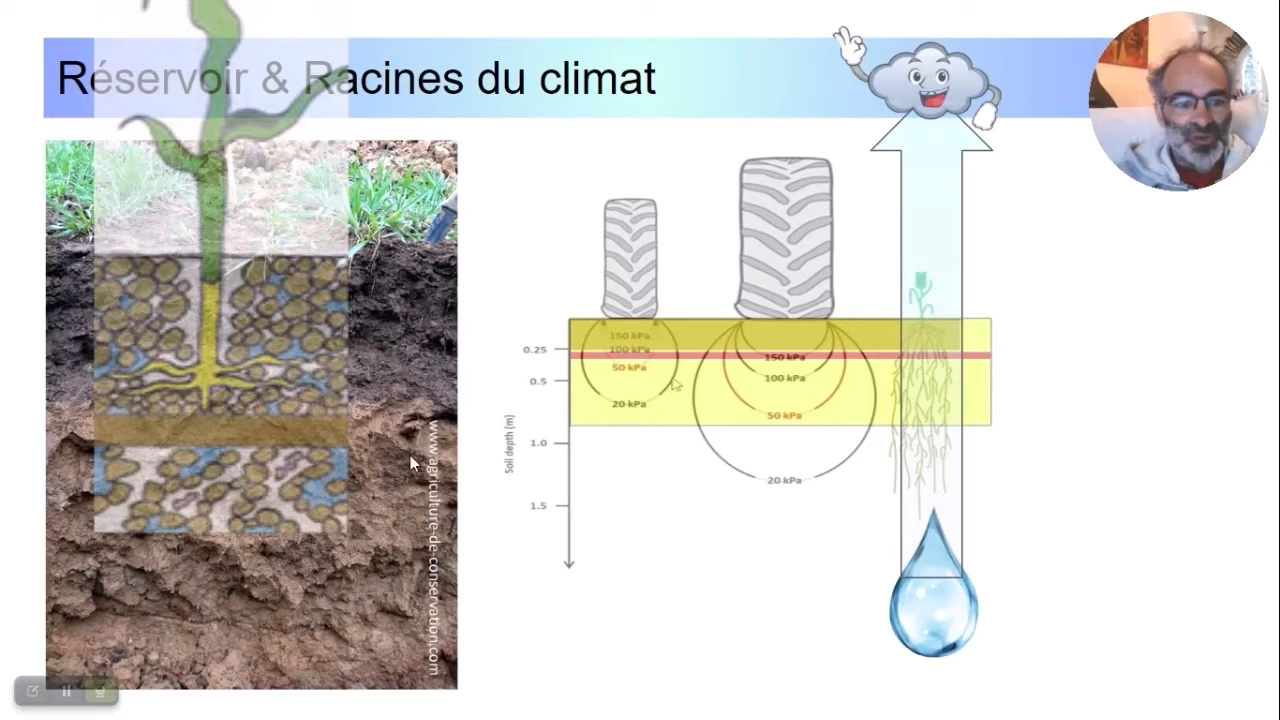 Réservoir & Racines du climat
www.agriculture-de-conservation.com
Soil depth (m)
0.25
0.5
1.0
1.5
150 kPa
100 kPa
50 kPa
20 kPa
150 kPa
100 kPa
50 kPa
20 kPa